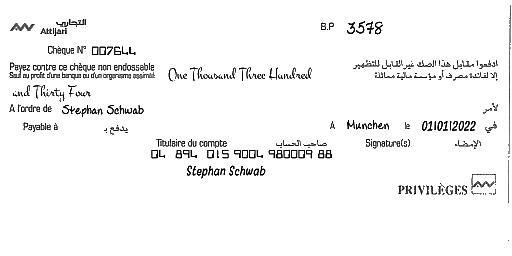 التجاري
Attijari
B.P 3578
Chèque N° 007644
Payez contre ce chèque non endossable
Sauf au profit d'une banque ou d'un organisme assimilé
ادفعوا مقابل هذا الصك غير القابل للتظهير
إلا لفائدة مصرف أو مؤسسة مالية مماثلة
One Thousand Three Hundred
and Thirty Four
A l'ordre de Stephan Schwab لأمر
Payable à يدفع بـ
A Munchen le 01/01/2022 في
Titulaire du compte صاحب الحساب
Signature(s) الإمضاء
04 894 015 9004 980009 88
Stephan Schwab
PRIVILÈGES